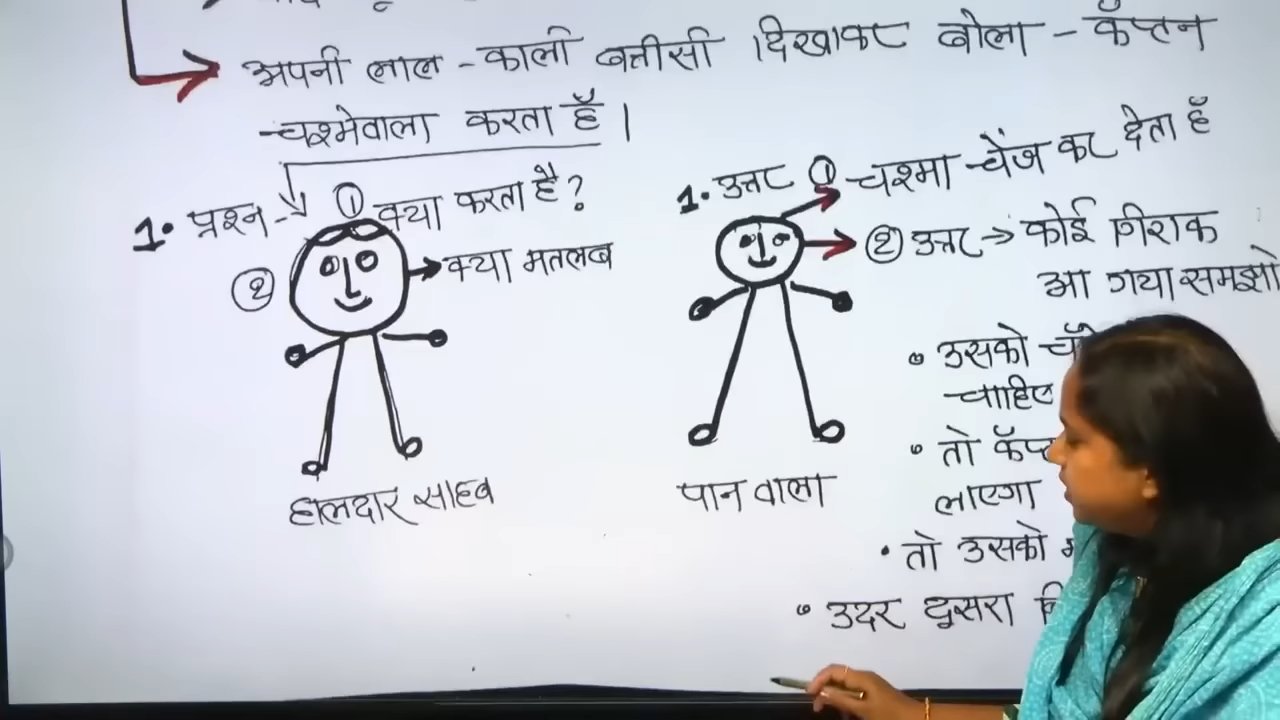 अपनी लाल-काली बत्तीसी दिखाकर बोला - कैप्टन
चश्मेवाला करता है ।
1. प्रश्न - ① क्या करता है ?
② क्या मतलब
हालदार साहब
1. उत्तर ① चश्मा चेंज कर देता है
② उत्तर → कोई गिराक
आ गया समझो
• उसको
चाहिए
• तो
लाएगा
• तो उसको
• उदर दूसरा
पान वाला